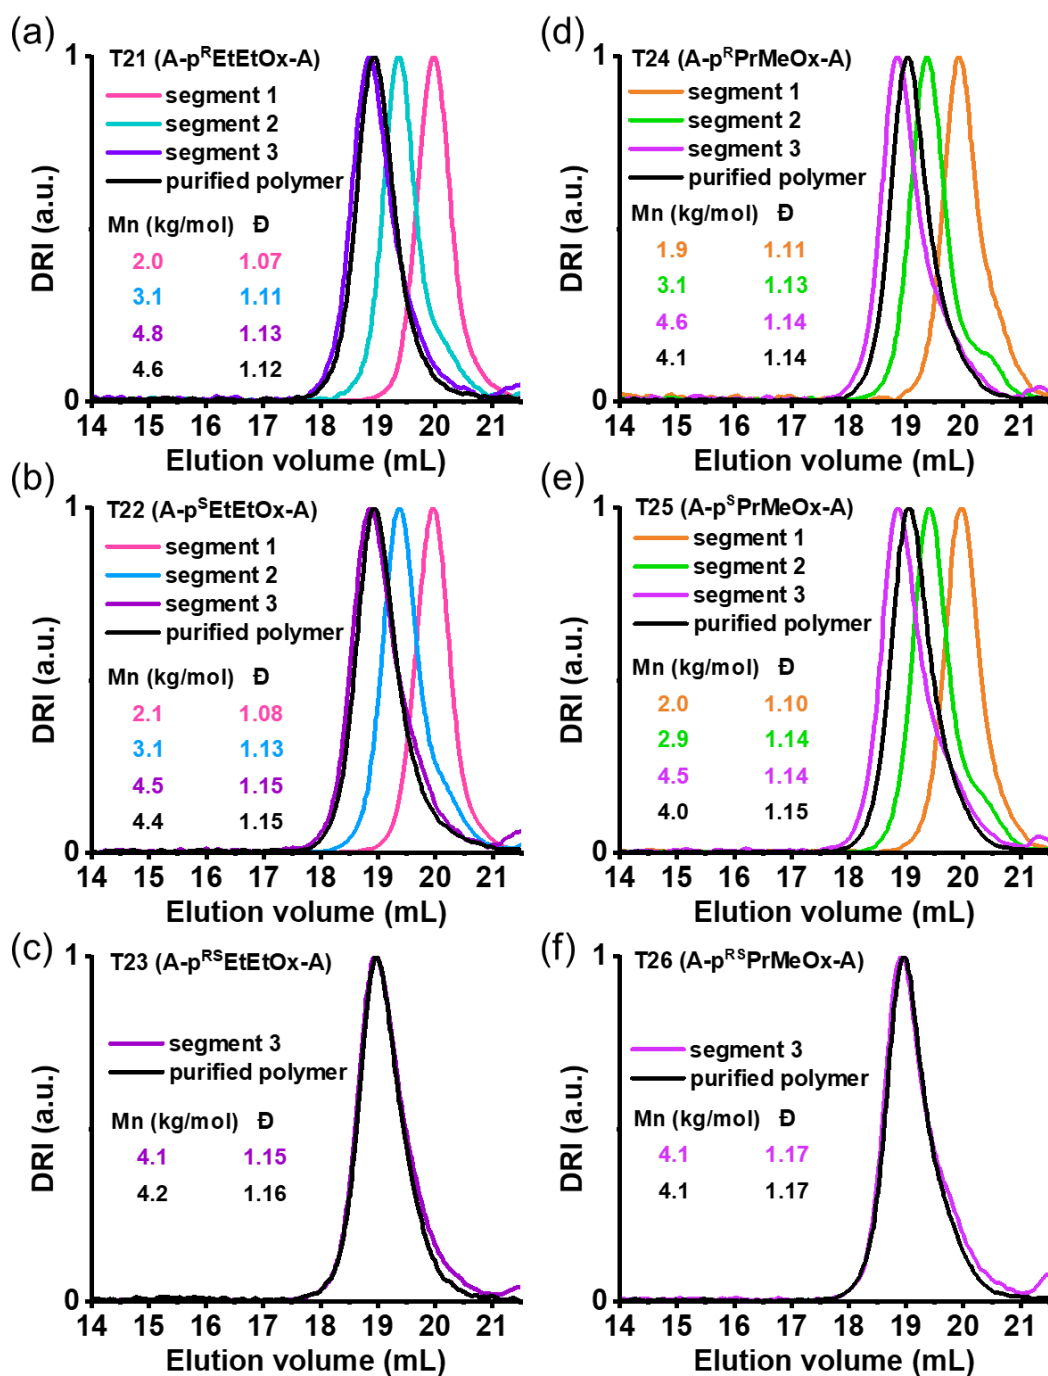 (a)
T21 (A-pᴿEtEtOx-A)
segment 1
segment 2
segment 3
purified polymer
Mn (kg/mol) Đ
2.0 1.07
3.1 1.11
4.8 1.13
4.6 1.12
DRI (a.u.)
1
0
14 15 16 17 18 19 20 21
Elution volume (mL)
(d)
T24 (A-pᴿPrMeOx-A)
segment 1
segment 2
segment 3
purified polymer
Mn (kg/mol) Đ
1.9 1.11
3.1 1.13
4.6 1.14
4.1 1.14
DRI (a.u.)
1
0
14 15 16 17 18 19 20 21
Elution volume (mL)
(b)
T22 (A-pˢEtEtOx-A)
segment 1
segment 2
segment 3
purified polymer
Mn (kg/mol) Đ
2.1 1.08
3.1 1.13
4.5 1.15
4.4 1.15
DRI (a.u.)
1
0
14 15 16 17 18 19 20 21
Elution volume (mL)
(e)
T25 (A-pˢPrMeOx-A)
segment 1
segment 2
segment 3
purified polymer
Mn (kg/mol) Đ
2.0 1.10
2.9 1.14
4.5 1.14
4.0 1.15
DRI (a.u.)
1
0
14 15 16 17 18 19 20 21
Elution volume (mL)
(c)
T23 (A-pᴿˢEtEtOx-A)
segment 3
purified polymer
Mn (kg/mol) Đ
4.1 1.15
4.2 1.16
DRI (a.u.)
1
0
14 15 16 17 18 19 20 21
Elution volume (mL)
(f)
T26 (A-pᴿˢPrMeOx-A)
segment 3
purified polymer
Mn (kg/mol) Đ
4.1 1.17
4.1 1.17
DRI (a.u.)
1
0
14 15 16 17 18 19 20 21
Elution volume (mL)